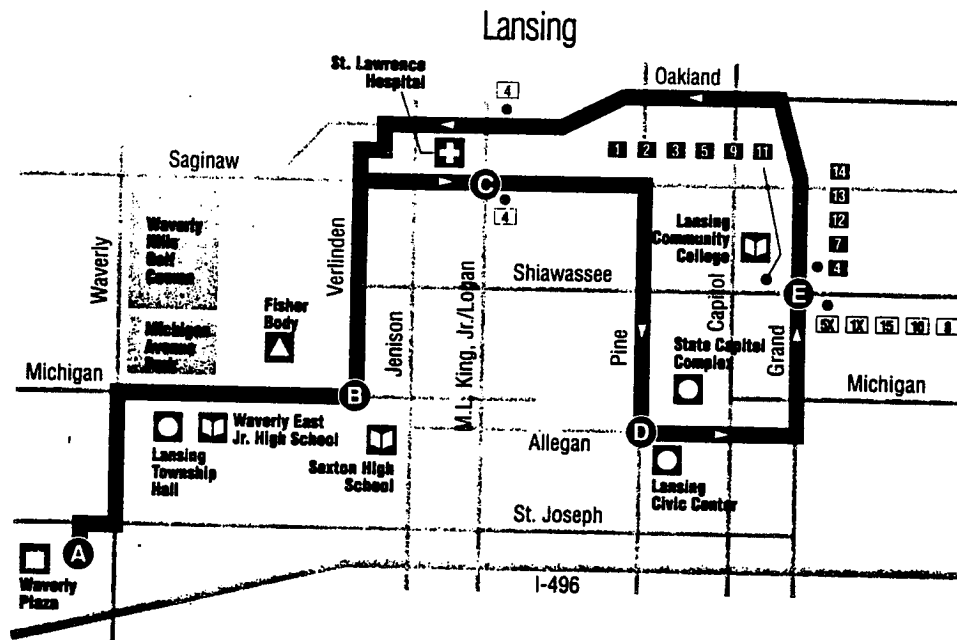 Lansing
St. Lawrence
Hospital
4
Oakland
1 2 3 5 9 11
Saginaw
14
13
12
7
4
C
4
Lansing
Community
College
Waverly
Waverly
Hills
Golf
Course
Verlinden
Shiawassee
Capitol
E
5X 1X 15 16 8
Fisher
Body
Michigan
Avenue
Park
Jenison
M.L. King, Jr./Logan
Pine
State Capitol
Complex
Grand
Michigan
Michigan
B
Waverly East
Jr. High School
Lansing
Township
Hall
Sexton High
School
Allegan
D
Lansing
Civic Center
St. Joseph
A
Waverly
Plaza
I-496